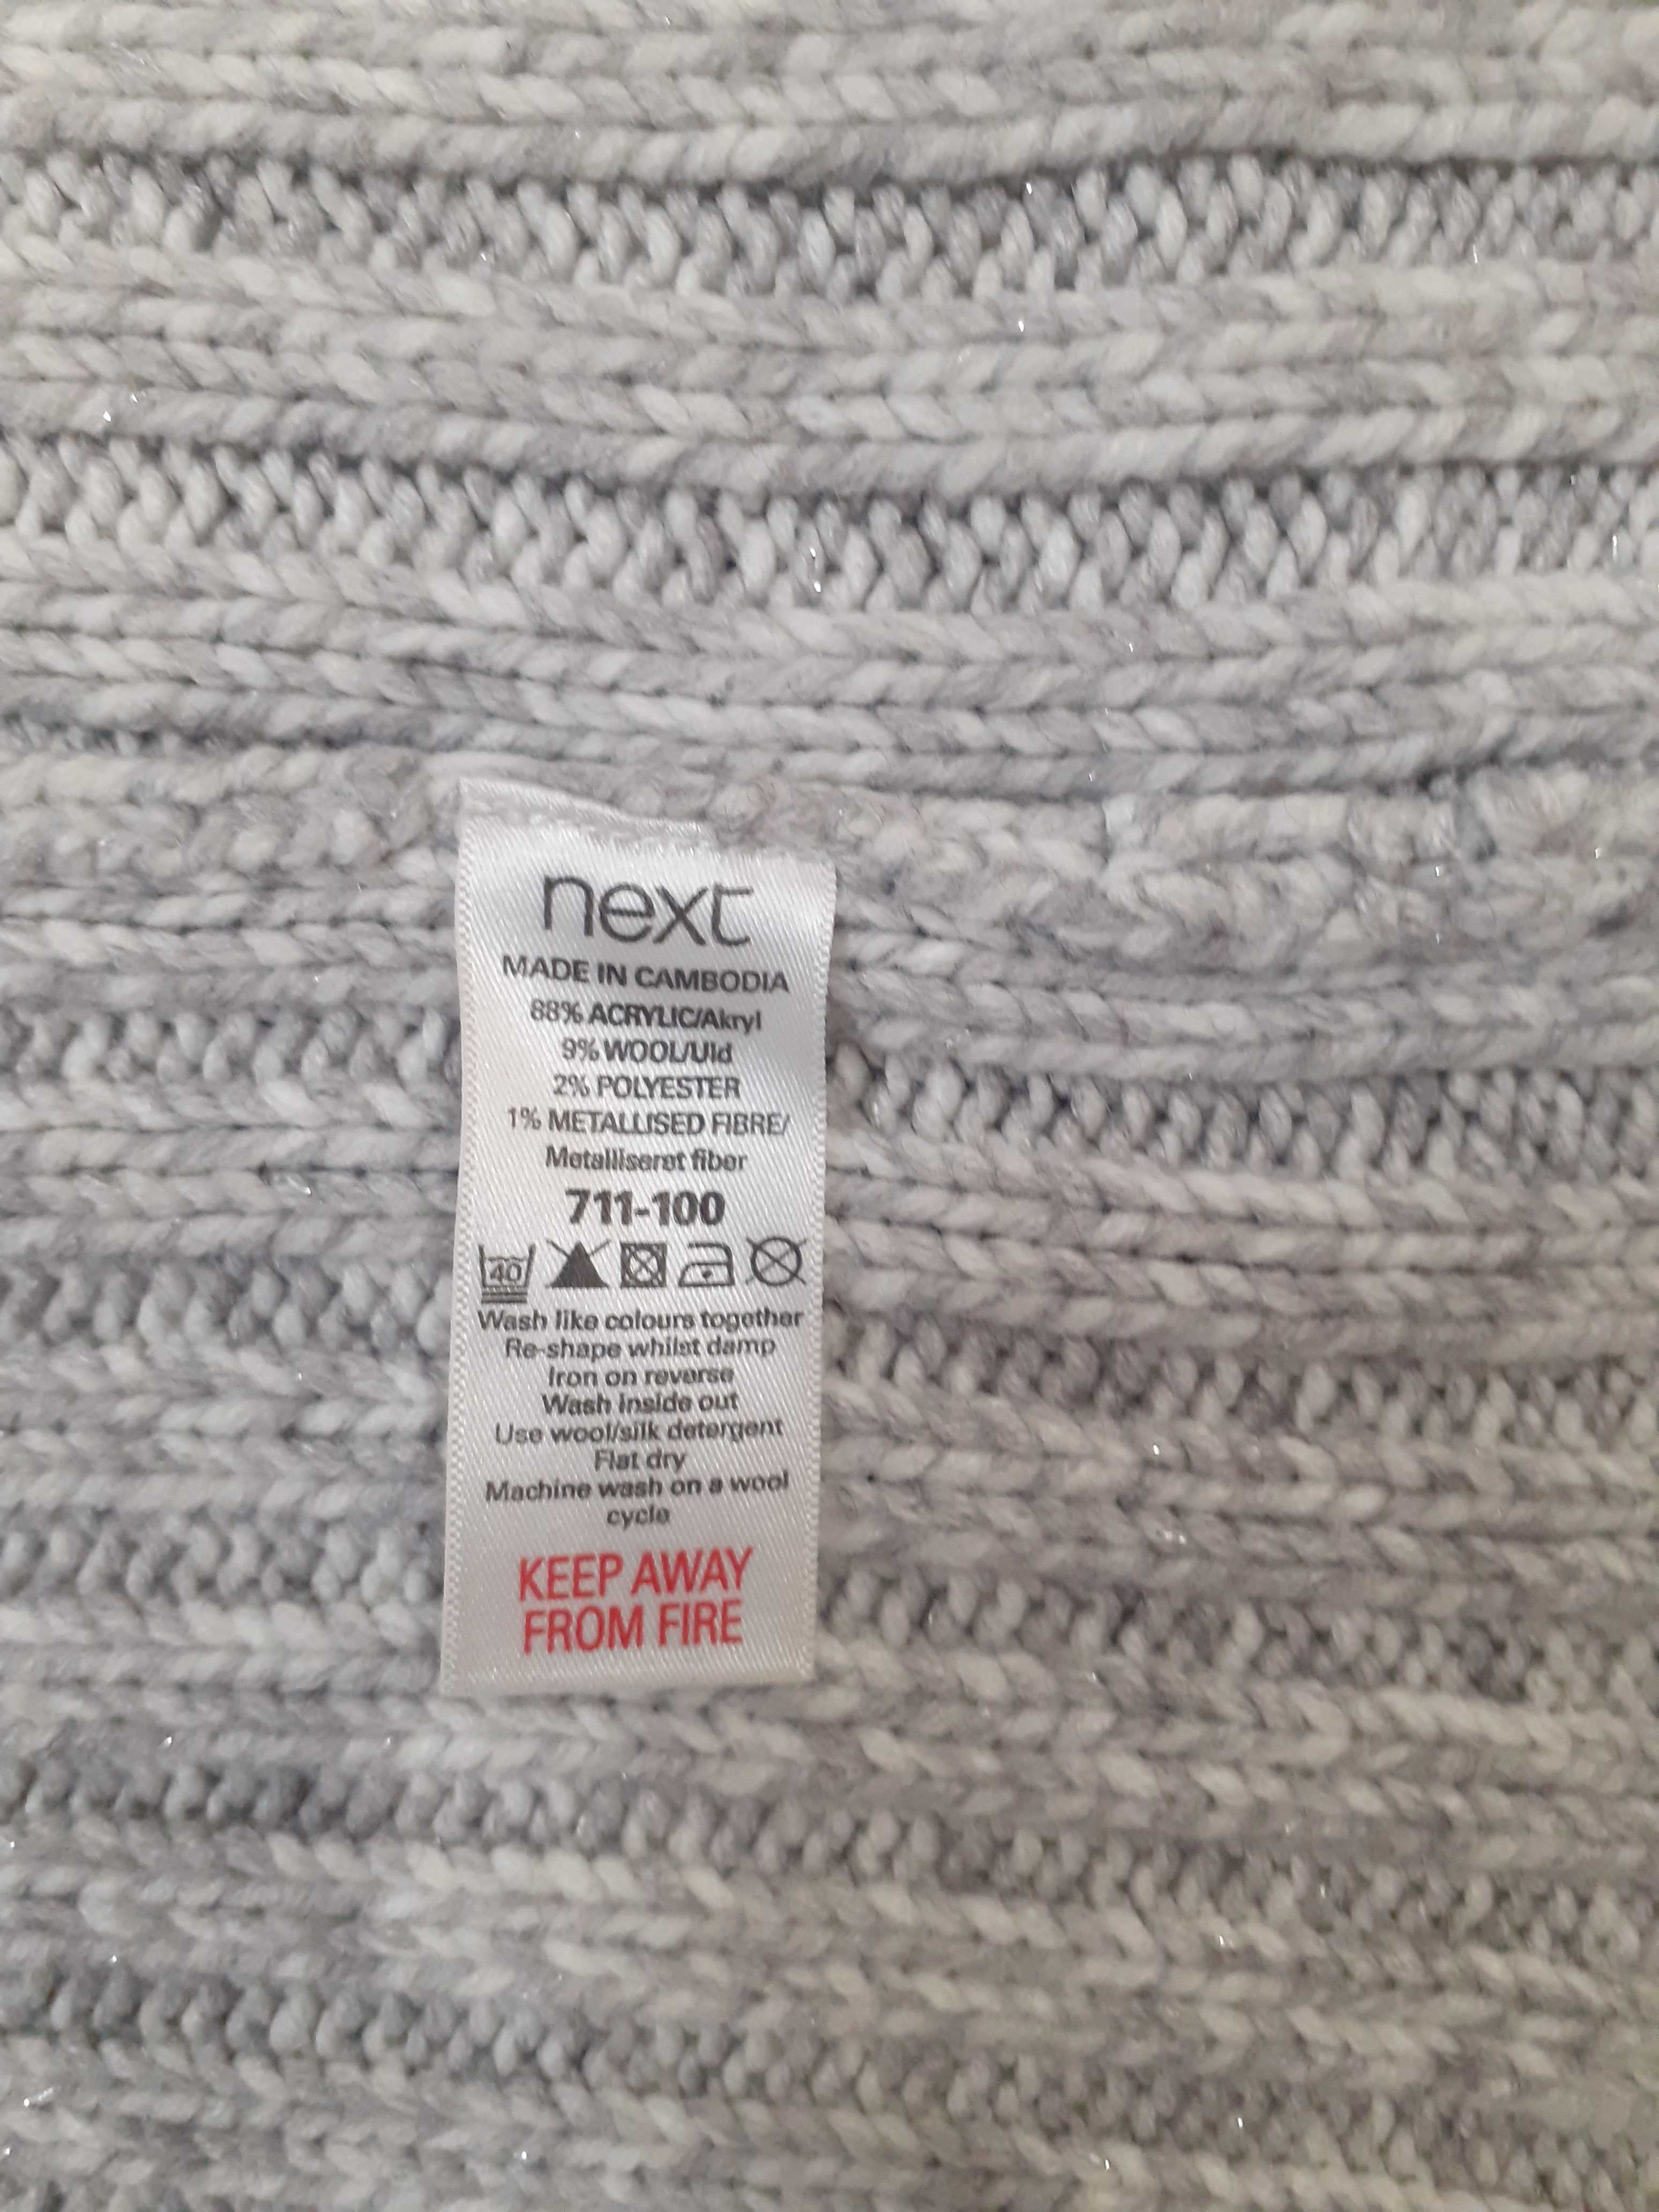 next
MADE IN CAMBODIA
88% ACRYLIC/Akryl
9% WOOL/Uld
2% POLYESTER
1% METALLISED FIBRE/
Metalliseret fiber
711-100
40
Wash like colours together
Re-shape whilst damp
Iron on reverse
Wash inside out
Use wool/silk detergent
Flat dry
Machine wash on a wool
cycle
KEEP AWAY
FROM FIRE